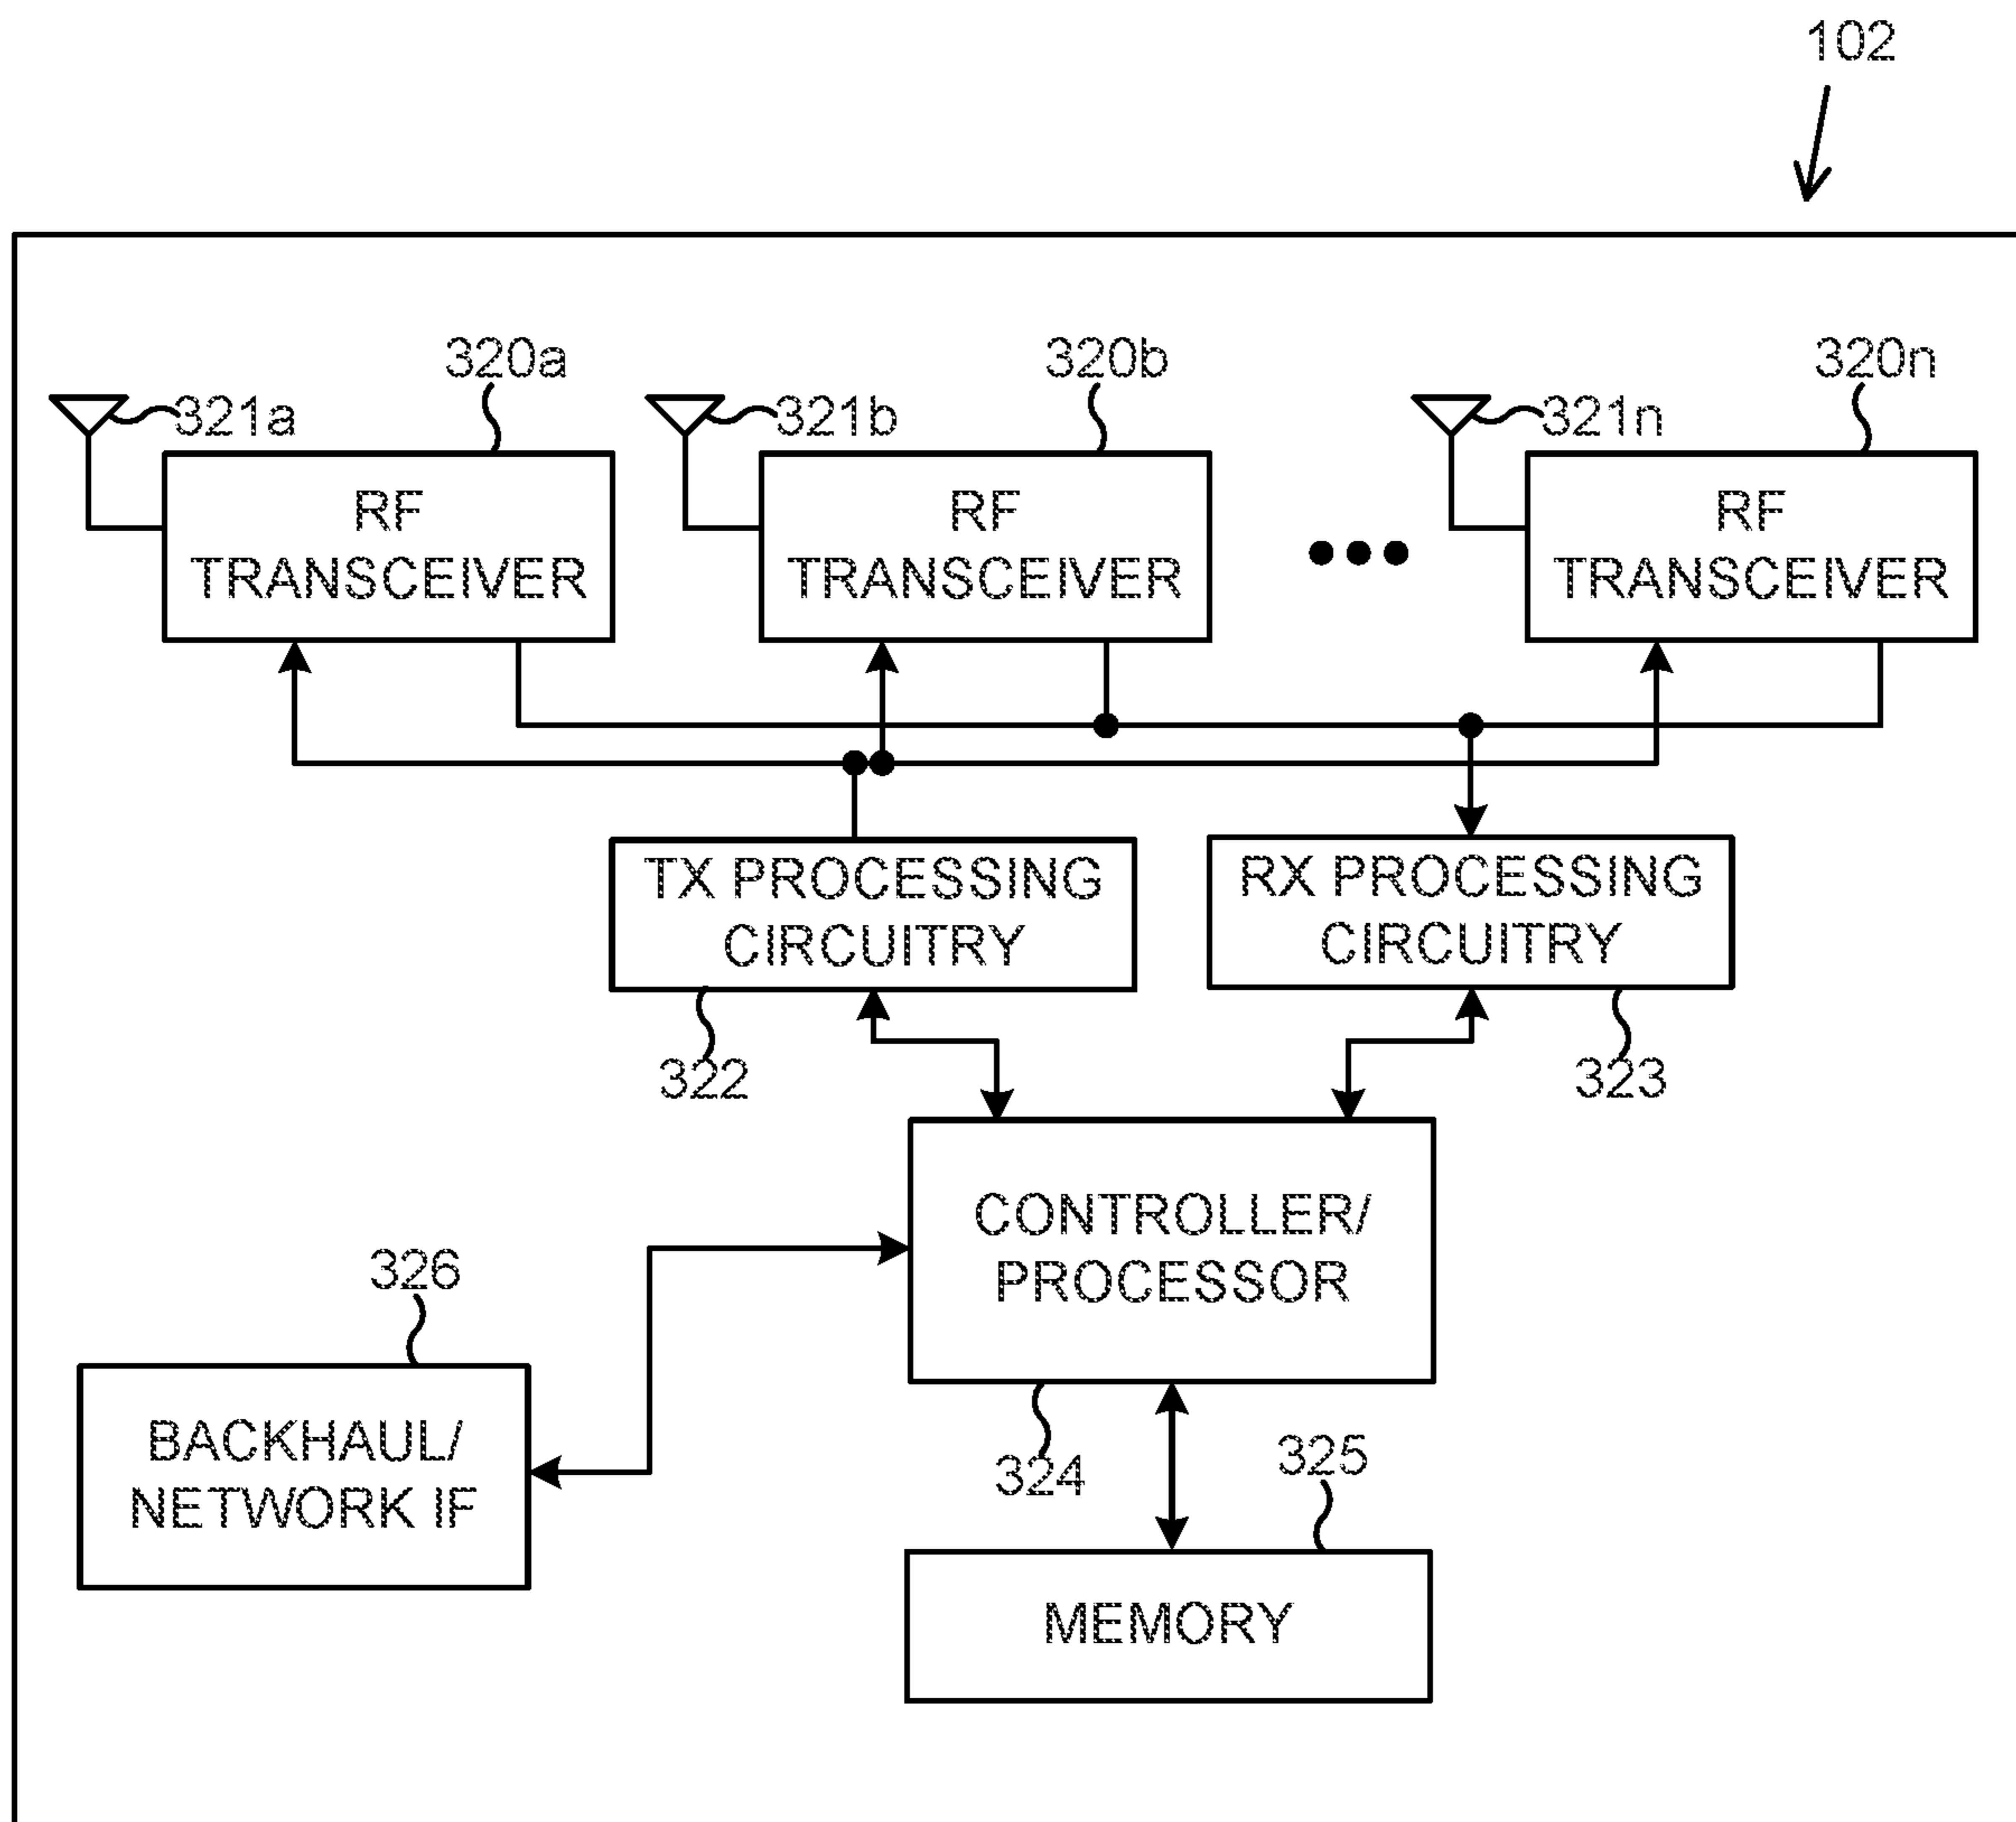 102
320a
320b
320n
321a
321b
321n
RF
TRANSCEIVER
RF
TRANSCEIVER
RF
TRANSCEIVER
TX PROCESSING
CIRCUITRY
RX PROCESSING
CIRCUITRY
322
323
CONTROLLER/
PROCESSOR
326
BACKHAUL/
NETWORK IF
324
325
MEMORY